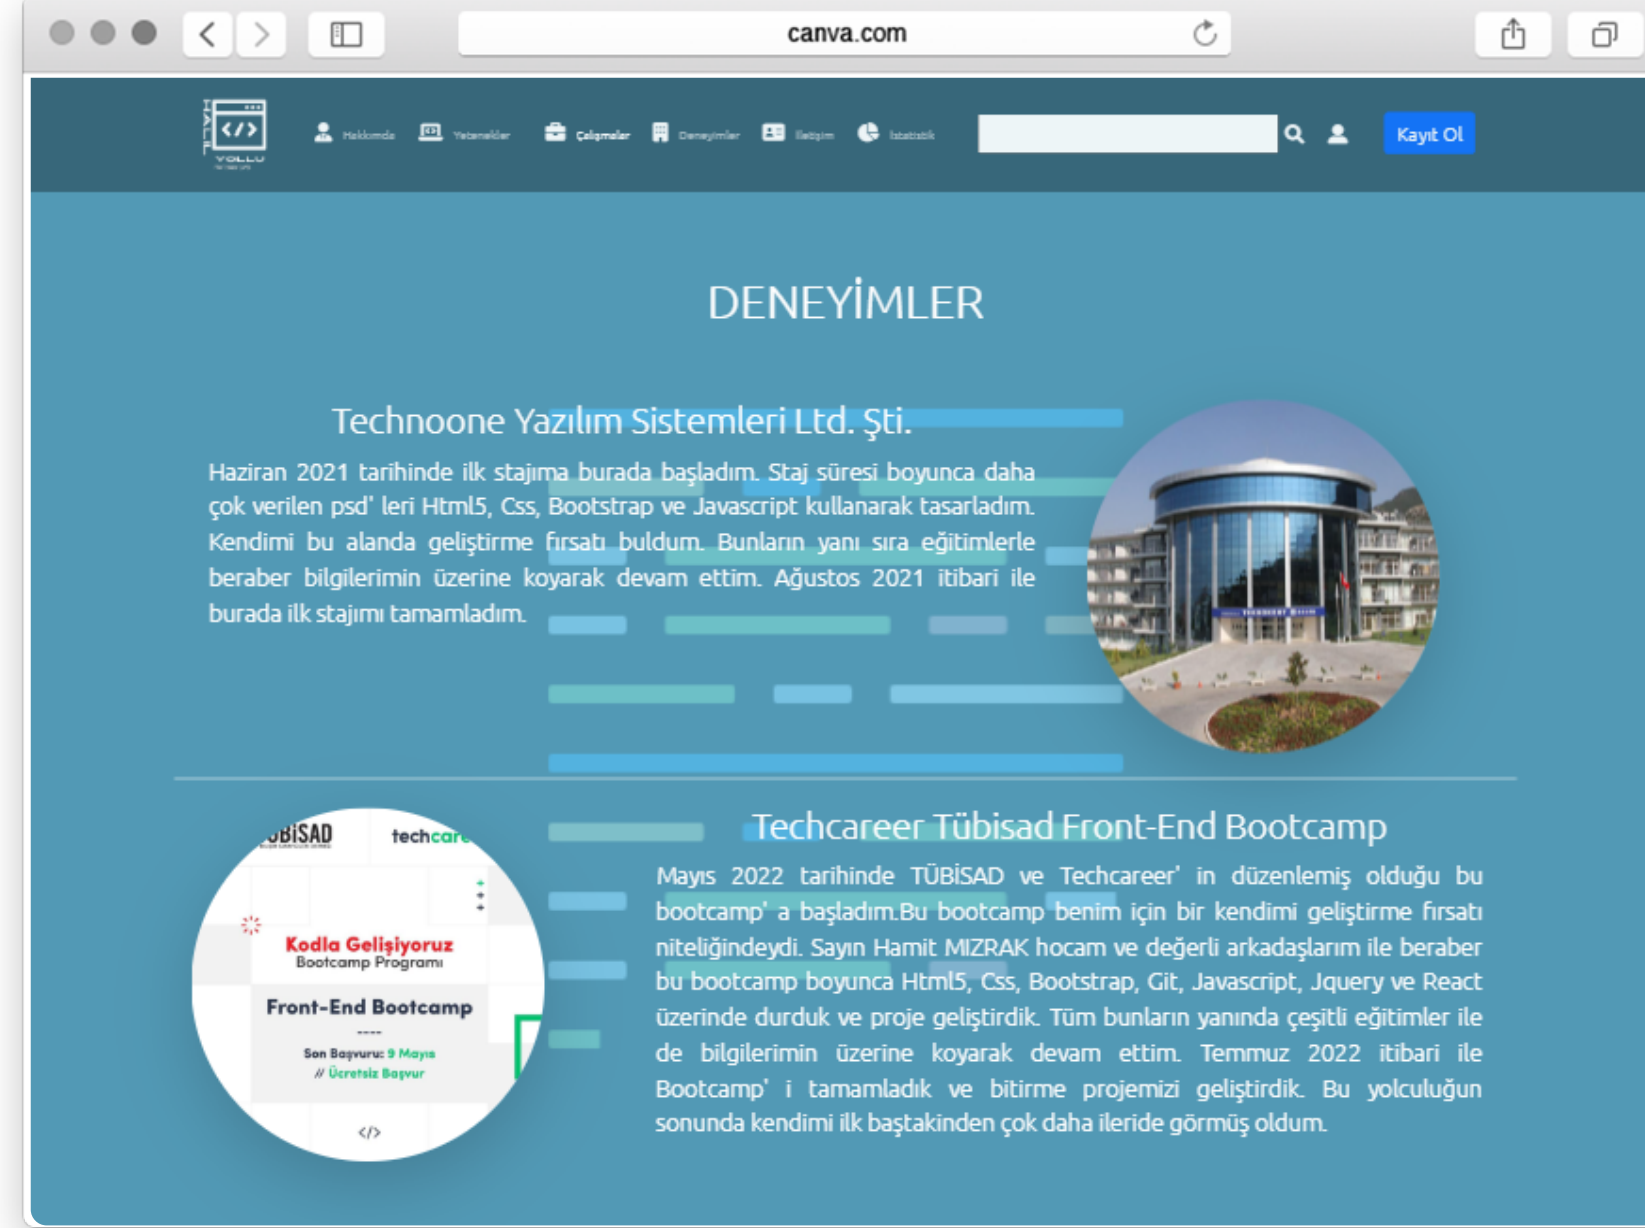 canva.com
HALİL
YOLLU
Hakkımda Yetenekler Çalışmalar Deneyimler İletişim İstatistik
Kayıt Ol
DENEYİMLER
Technoone Yazılım Sistemleri Ltd. Şti.
Haziran 2021 tarihinde ilk stajıma burada başladım. Staj süresi boyunca daha
çok verilen psd' leri Html5, Css, Bootstrap ve Javascript kullanarak tasarladım.
Kendimi bu alanda geliştirme fırsatı buldum. Bunların yanı sıra eğitimlerle
beraber bilgilerimin üzerine koyarak devam ettim. Ağustos 2021 itibari ile
burada ilk stajımı tamamladım.
Techcareer Tübisad Front-End Bootcamp
Mayıs 2022 tarihinde TÜBİSAD ve Techcareer' in düzenlemiş olduğu bu
bootcamp' a başladım.Bu bootcamp benim için bir kendimi geliştirme fırsatı
niteliğindeydi. Sayın Hamit MIZRAK hocam ve değerli arkadaşlarım ile beraber
bu bootcamp boyunca Html5, Css, Bootstrap, Git, Javascript, Jquery ve React
üzerinde durduk ve proje geliştirdik. Tüm bunların yanında çeşitli eğitimler ile
de bilgilerimin üzerine koyarak devam ettim. Temmuz 2022 itibari ile
Bootcamp' i tamamladık ve bitirme projemizi geliştirdik. Bu yolculuğun
sonunda kendimi ilk baştakinden çok daha ileride görmüş oldum.
ÜBİSAD techcare
Kodla Gelişiyoruz
Bootcamp Programı
Front-End Bootcamp
----
Son Başvuru: 9 Mayıs
// Ücretsiz Başvur
</>